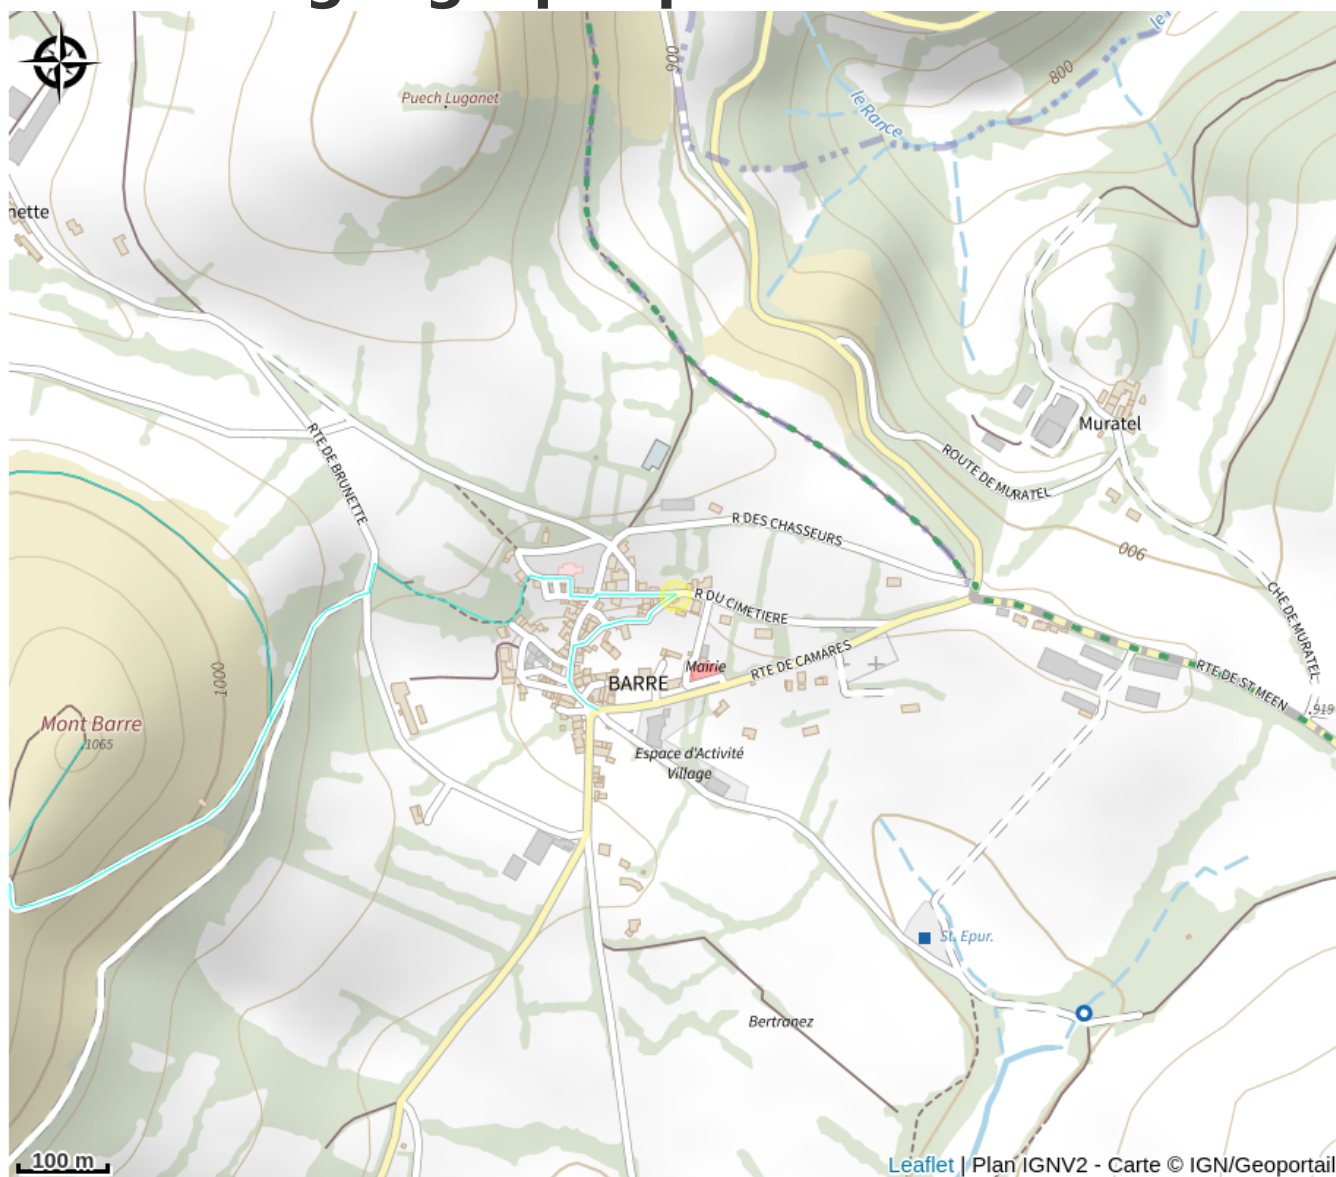 Puech Luganet
900
800
le Rance
nette
Muratel
RTE DE BRUNETTE
ROUTE DE MURATEL
R DES CHASSEURS
900
R DU CIMETIERE
CHE DE MURATEL
Mairie
RTE DE CAMARES
RTE DE ST MEEN
1000
BARRE
919
Mont Barre
1065
Espace d'Activité
Village
St. Epur.
Bertranez
100 m
Leaflet | Plan IGNV2 - Carte © IGN/Geoportail